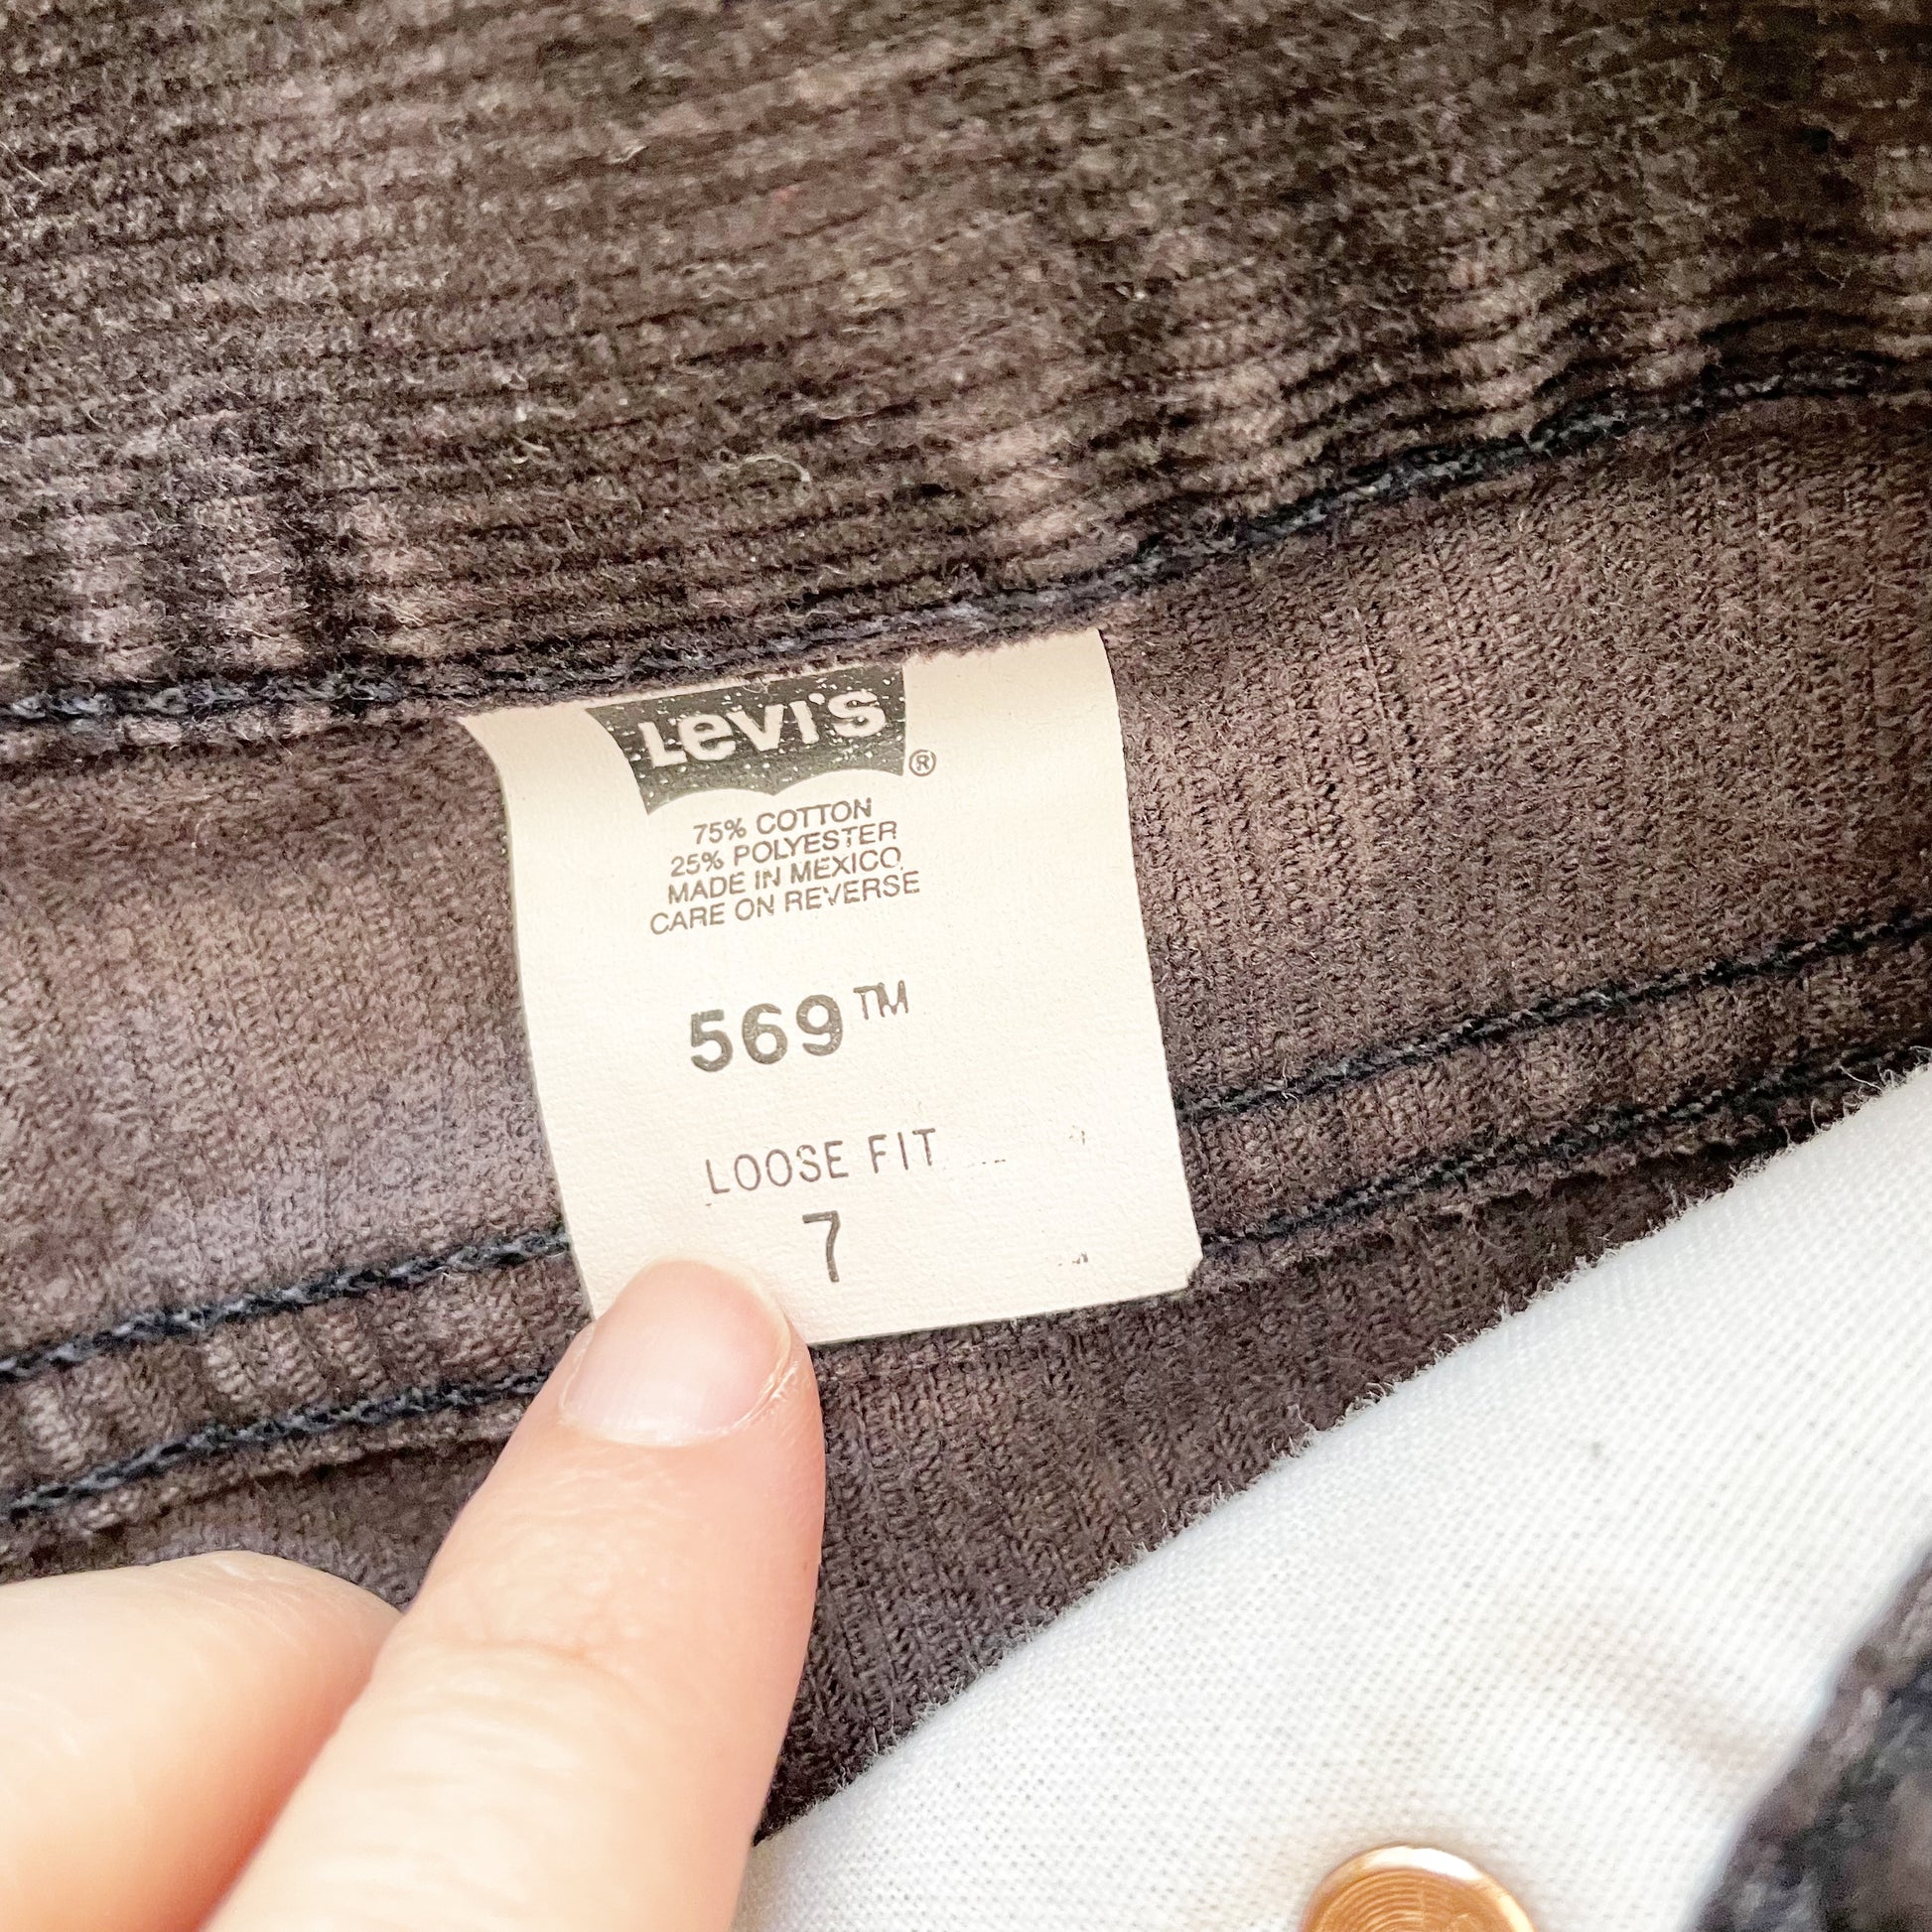 LEVI'S ®
75% COTTON
25% POLYESTER
MADE IN MEXICO
CARE ON REVERSE
569™
LOOSE FIT
7